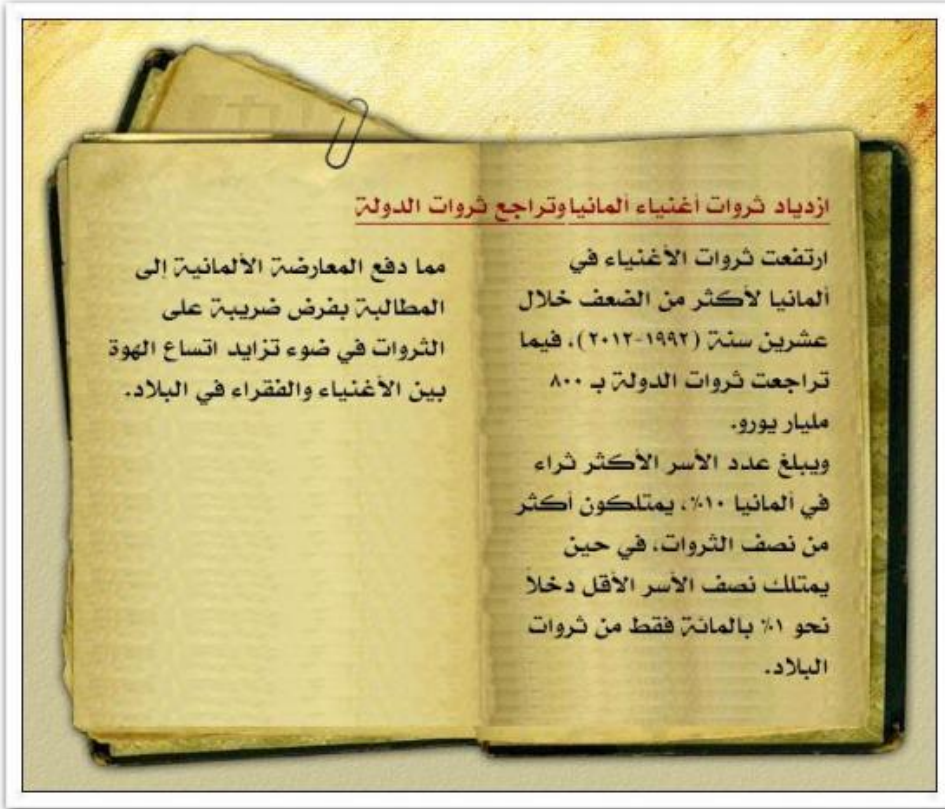 ازدياد ثروات أغنياء ألمانيا وتراجع ثروات الدولة
ارتفعت ثروات الأغنياء في
ألمانيا لأكثر من الضعف خلال
عشرين سنة (١٩٩٢-٢٠١٢)، فيما
تراجعت ثروات الدولة بـ ٨٠٠
مليار يورو.
ويبلغ عدد الأسر الأكثر ثراء
في ألمانيا ١٠٪، يمتلكون أكثر
من نصف الثروات، في حين
يمتلك نصف الأسر الأقل دخلاً
نحو ١٪ بالمائة فقط من ثروات
البلاد.
مما دفع المعارضة الألمانية إلى
المطالبة بفرض ضريبة على
الثروات في ضوء تزايد اتساع الهوة
بين الأغنياء والفقراء في البلاد.